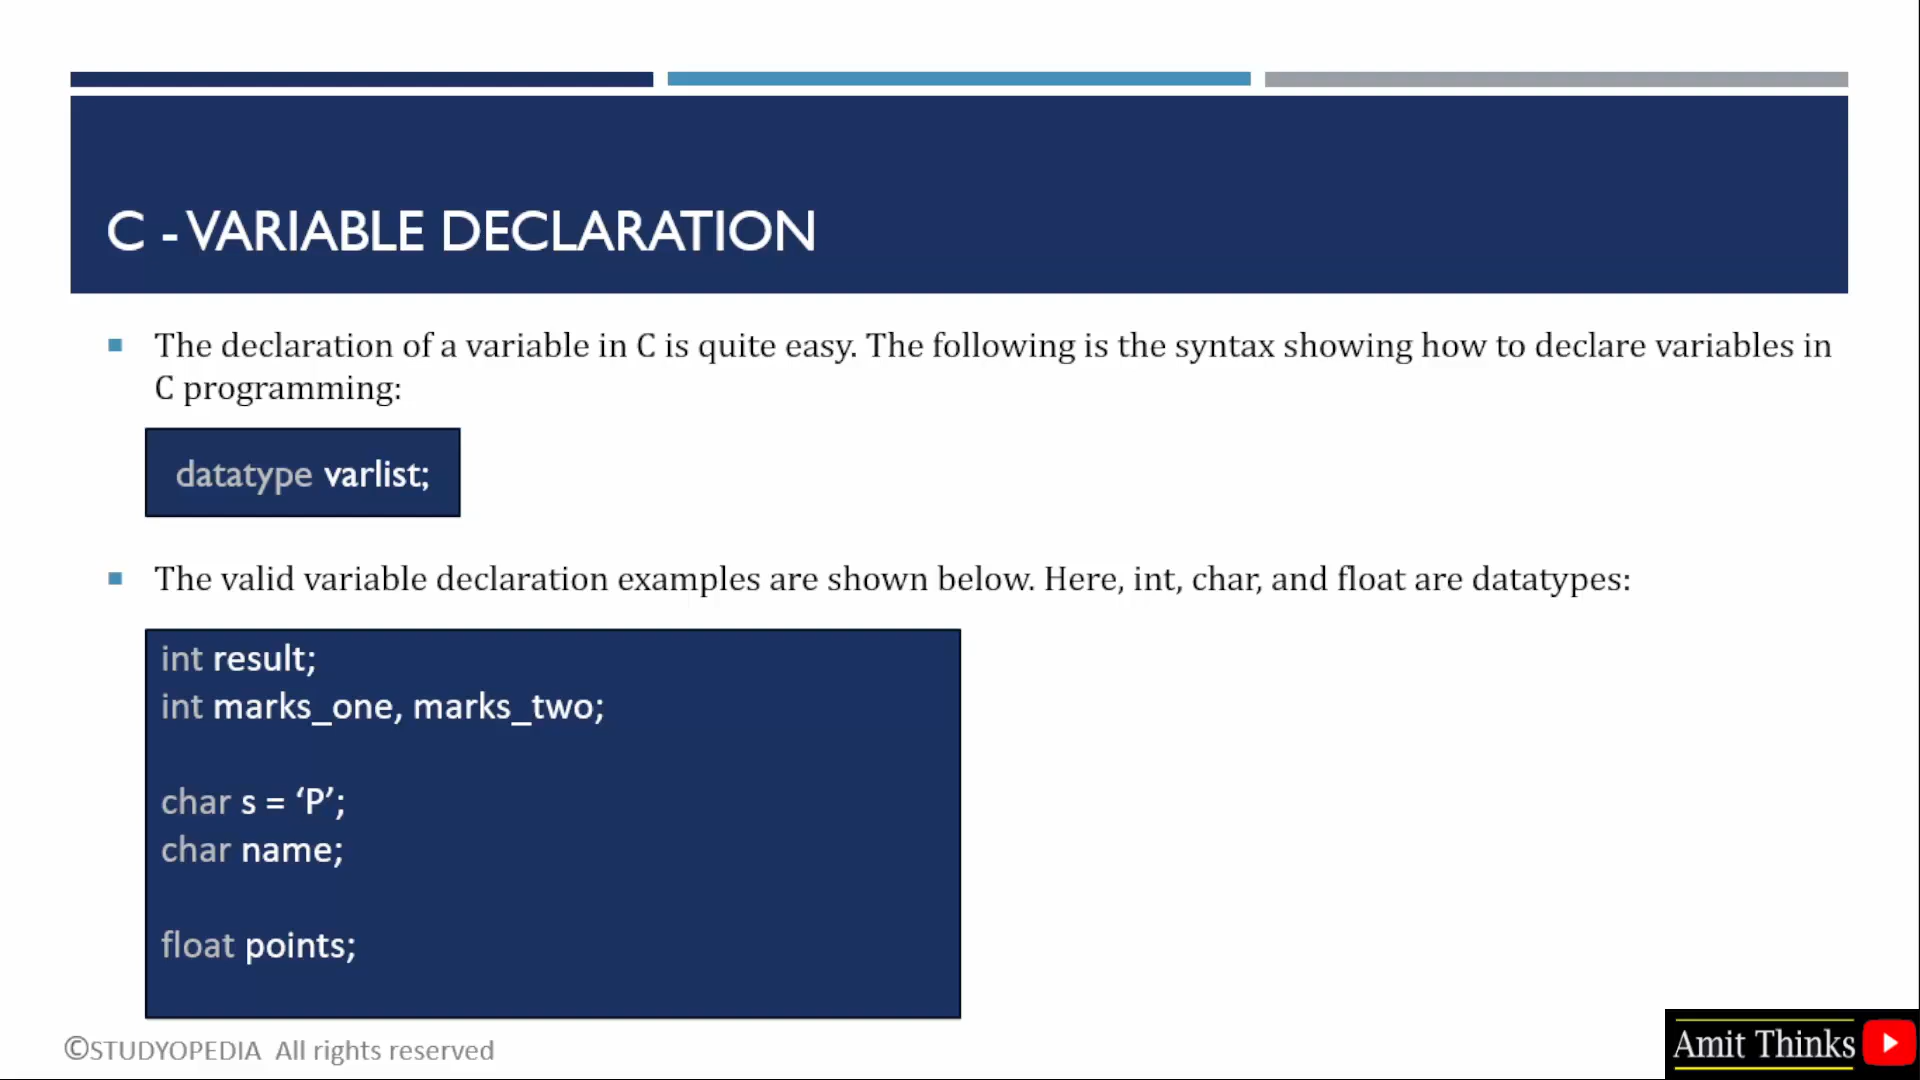 C - VARIABLE DECLARATION
The declaration of a variable in C is quite easy. The following is the syntax showing how to declare variables in
C programming:
datatype varlist;
The valid variable declaration examples are shown below. Here, int, char, and float are datatypes:
int result;
int marks_one, marks_two;
char s = ‘P’;
char name;
float points;
©STUDYOPEDIA All rights reserved
Amit Thinks